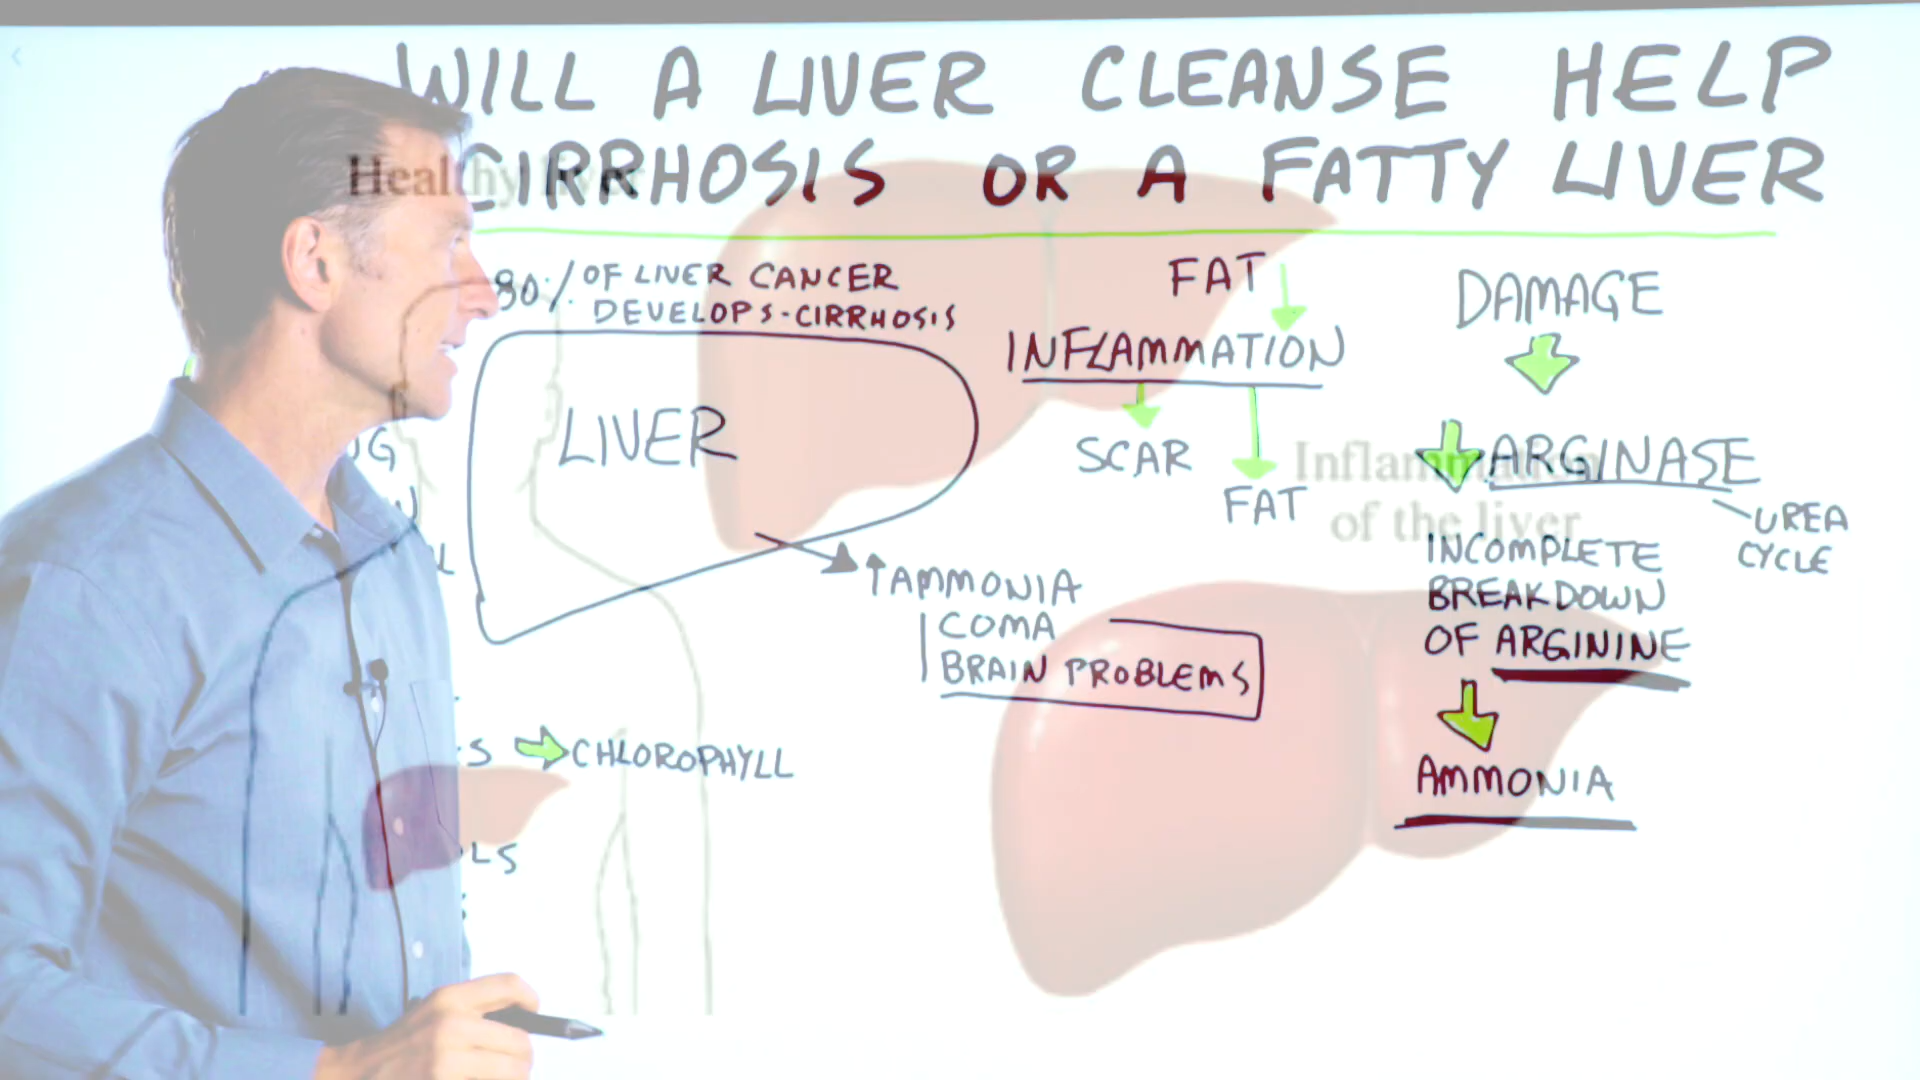 WILL A LIVER CLEANSE HELP
CIRRHOSIS OR A FATTY LIVER
Healthy liver
80% OF LIVER CANCER
DEVELOPS-CIRRHOSIS
LIVER
↑AMMONIA
COMA
BRAIN PROBLEMS
CHLOROPHYLL
FAT
INFLAMMATION
SCAR
FAT
Inflammation
of the liver
DAMAGE
ARGINASE
UREA
CYCLE
INCOMPLETE
BREAKDOWN
OF ARGININE
AMMONIA